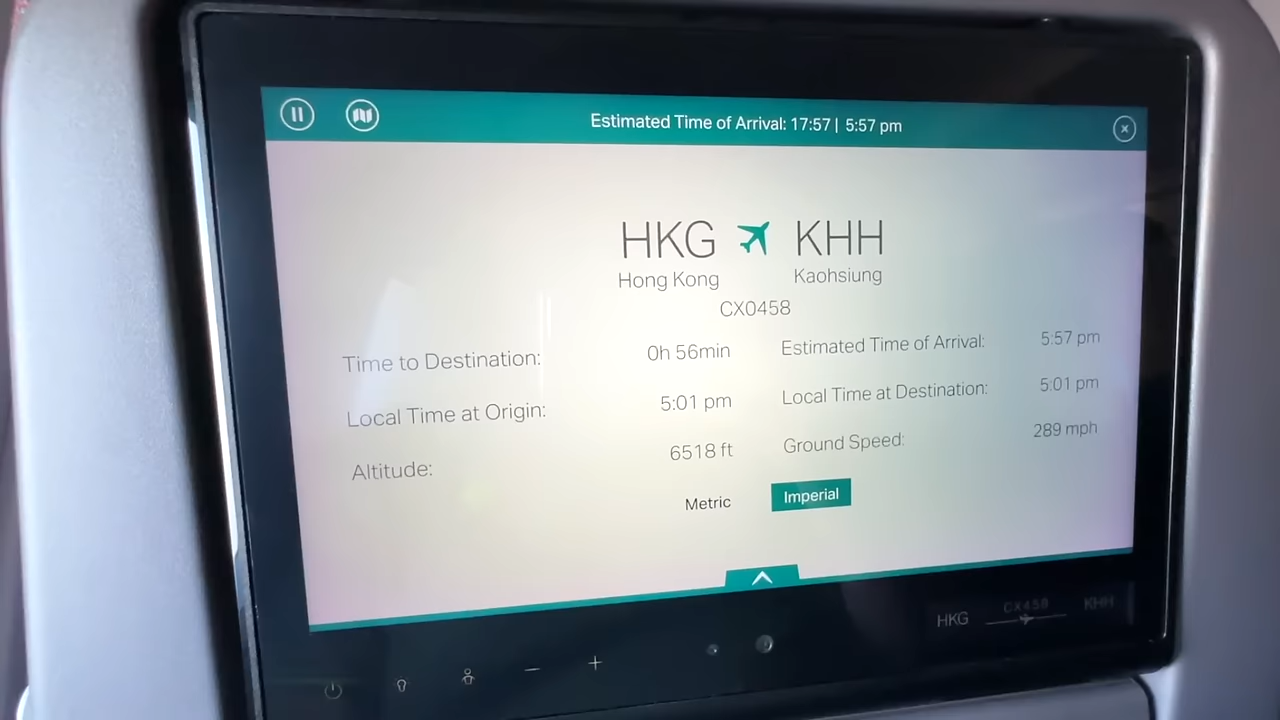 Estimated Time of Arrival: 17:57 | 5:57 pm
HKG KHH
Hong Kong Kaohsiung
CX0458
Time to Destination: 0h 56min Estimated Time of Arrival: 5:57 pm
Local Time at Origin: 5:01 pm Local Time at Destination: 5:01 pm
Altitude: 6518 ft Ground Speed: 289 mph
Metric Imperial
HKG CX458 KHH